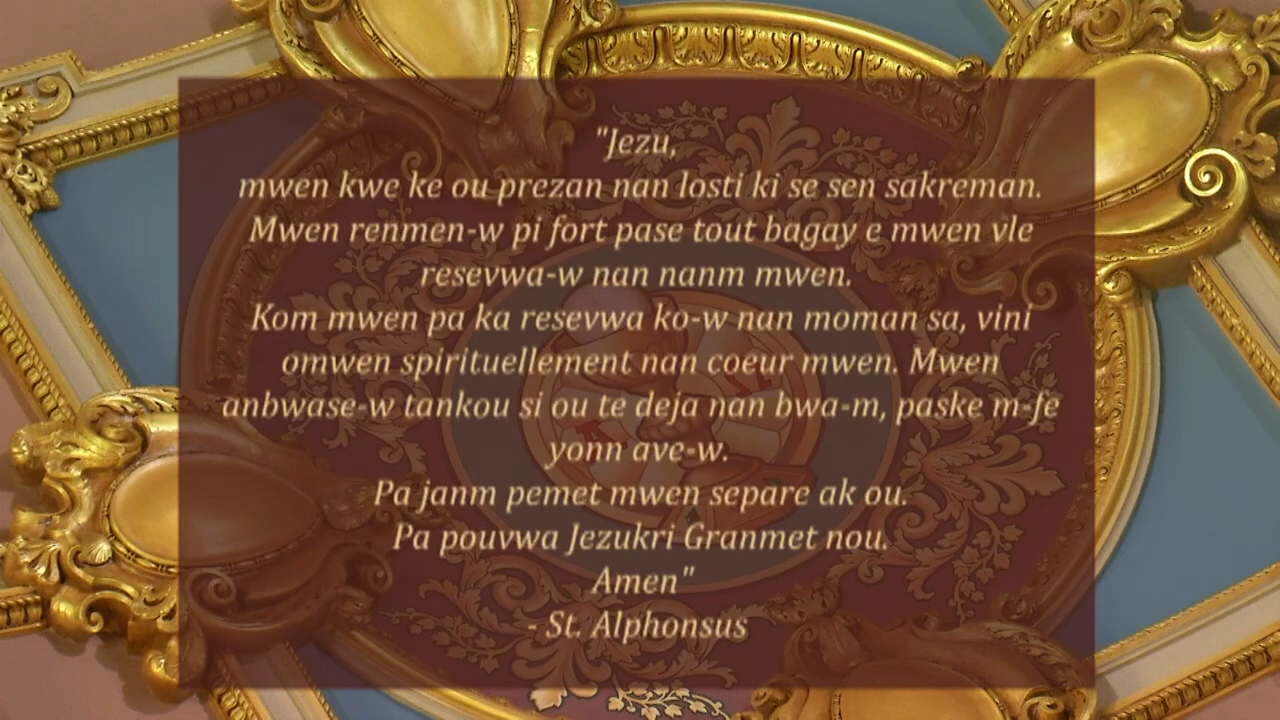 "Jezu,
mwen kwe ke ou prezan nan losti ki se sen sakreman.
Mwen renmen-w pi fort pase tout bagay e mwen vle
resevwa-w nan nanm mwen.
Kom mwen pa ka resevwa ko-w nan moman sa, vini
omwen spirituellement nan coeur mwen. Mwen
anbwase-w tankou si ou te deja nan bwa-m, paske m-fe
yonn ave-w.
Pa janm pemet mwen separe ak ou.
Pa pouvwa Jezukri Granmet nou.
Amen"
- St. Alphonsus